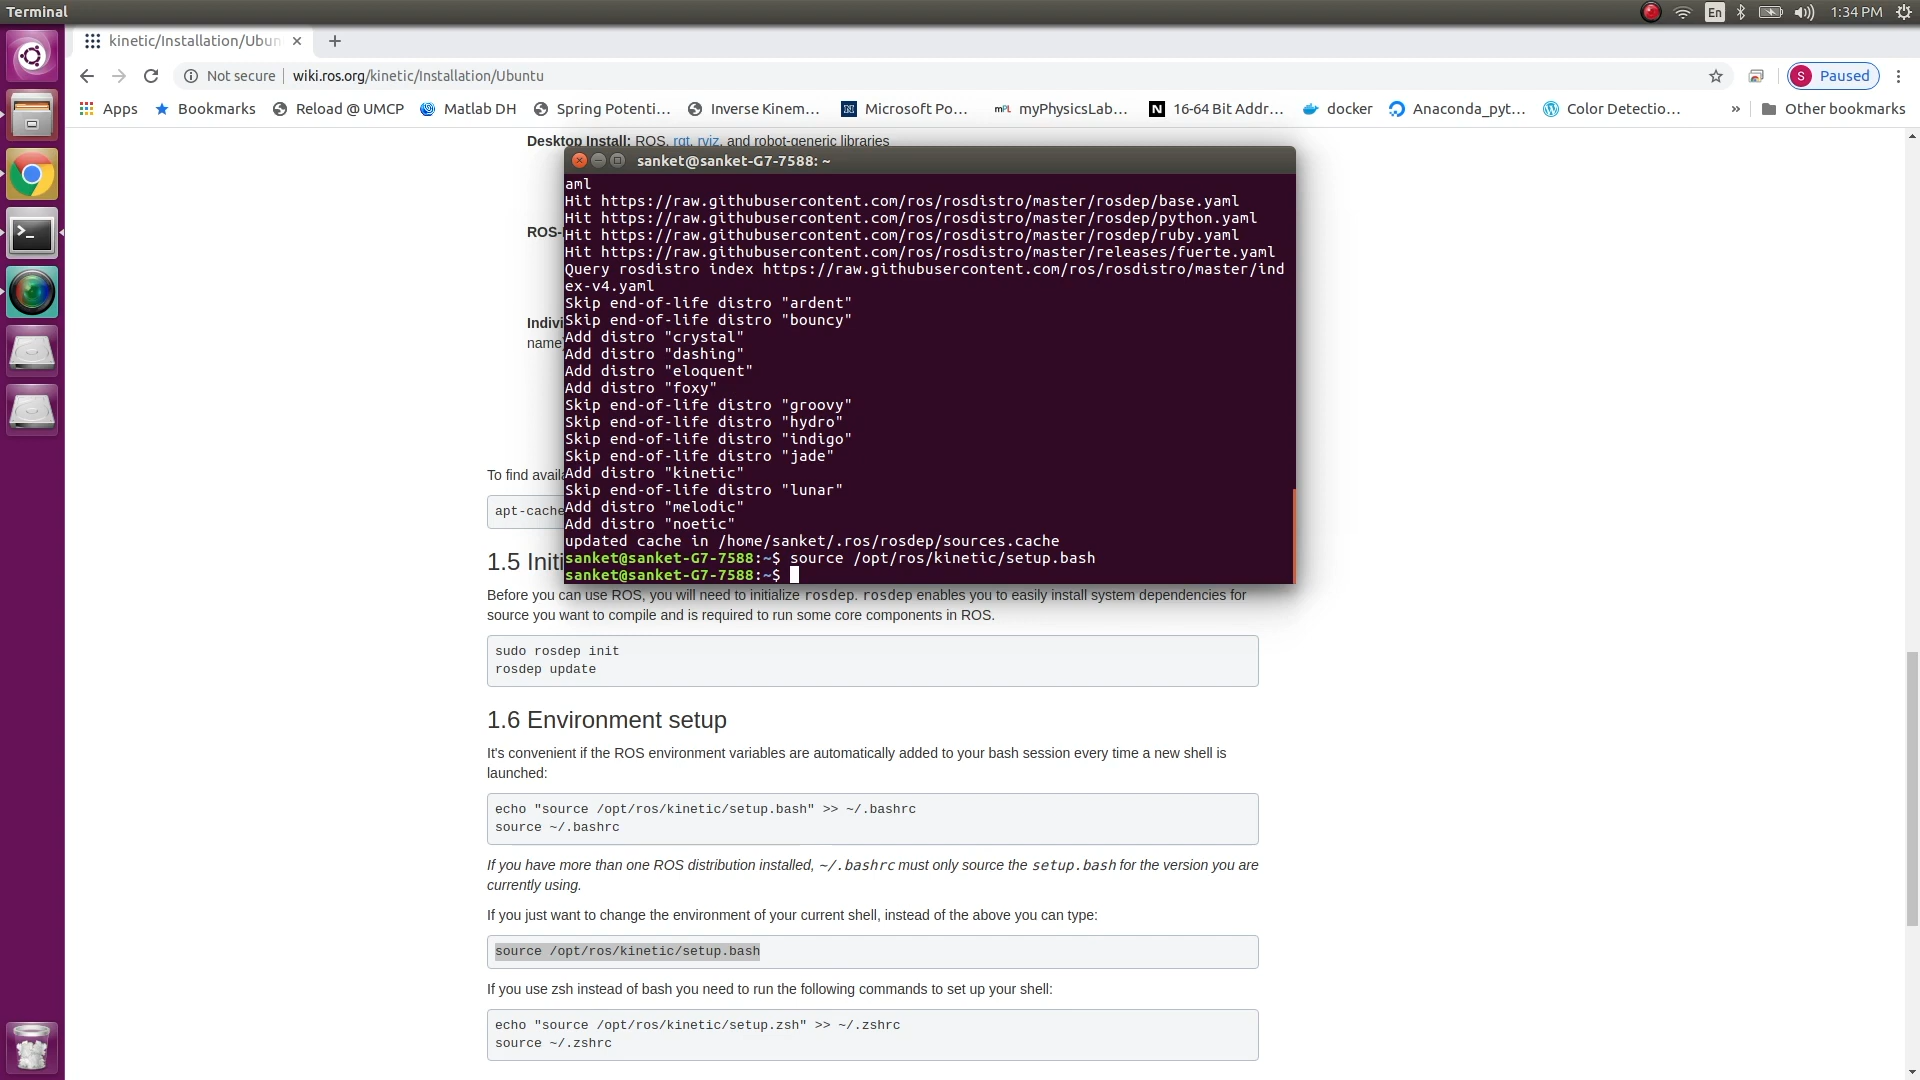 Terminal
En
1:34 PM
kinetic/Installation/Ubun
Not secure
wiki.ros.org/kinetic/Installation/Ubuntu
S
Paused
Apps
Bookmarks
Reload @ UMCP
Matlab DH
Spring Potenti...
Inverse Kinem...
Microsoft Po...
mPL
myPhysicsLab...
N
16-64 Bit Addr...
docker
Anaconda_pyt...
Color Detectio...
»
Other bookmarks
Desktop Install: ROS, rqt, rviz, and robot-generic libraries
sanket@sanket-G7-7588: ~
aml
Hit https://raw.githubusercontent.com/ros/rosdistro/master/rosdep/base.yaml
Hit https://raw.githubusercontent.com/ros/rosdistro/master/rosdep/python.yaml
Hit https://raw.githubusercontent.com/ros/rosdistro/master/rosdep/ruby.yaml
Hit https://raw.githubusercontent.com/ros/rosdistro/master/releases/fuerte.yaml
Query rosdistro index https://raw.githubusercontent.com/ros/rosdistro/master/ind
ex-v4.yaml
Skip end-of-life distro "ardent"
Skip end-of-life distro "bouncy"
Add distro "crystal"
Add distro "dashing"
Add distro "eloquent"
Add distro "foxy"
Skip end-of-life distro "groovy"
Skip end-of-life distro "hydro"
Skip end-of-life distro "indigo"
Skip end-of-life distro "jade"
Add distro "kinetic"
Skip end-of-life distro "lunar"
Add distro "melodic"
Add distro "noetic"
updated cache in /home/sanket/.ros/rosdep/sources.cache
sanket@sanket-G7-7588:~$ source /opt/ros/kinetic/setup.bash
sanket@sanket-G7-7588:~$
ROS-
Indivi
name
To find avail
apt-cache
1.5 Initi
Before you can use ROS, you will need to initialize rosdep. rosdep enables you to easily install system dependencies for
source you want to compile and is required to run some core components in ROS.
sudo rosdep init
rosdep update
1.6 Environment setup
It's convenient if the ROS environment variables are automatically added to your bash session every time a new shell is
launched:
echo "source /opt/ros/kinetic/setup.bash" >> ~/.bashrc
source ~/.bashrc
If you have more than one ROS distribution installed, ~/.bashrc must only source the setup.bash for the version you are
currently using.
If you just want to change the environment of your current shell, instead of the above you can type:
source /opt/ros/kinetic/setup.bash
If you use zsh instead of bash you need to run the following commands to set up your shell:
echo "source /opt/ros/kinetic/setup.zsh" >> ~/.zshrc
source ~/.zshrc